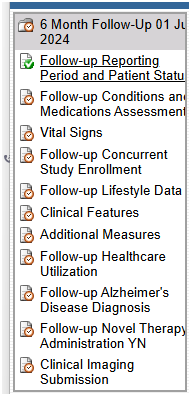 6 Month Follow-Up 01 Ju
2024
Follow-up Reporting
Period and Patient Statu
Follow-up Conditions and
Medications Assessment
Vital Signs
Follow-up Concurrent
Study Enrollment
Follow-up Lifestyle Data
Clinical Features
Additional Measures
Follow-up Healthcare
Utilization
Follow-up Alzheimer's
Disease Diagnosis
Follow-up Novel Therapy
Administration YN
Clinical Imaging
Submission